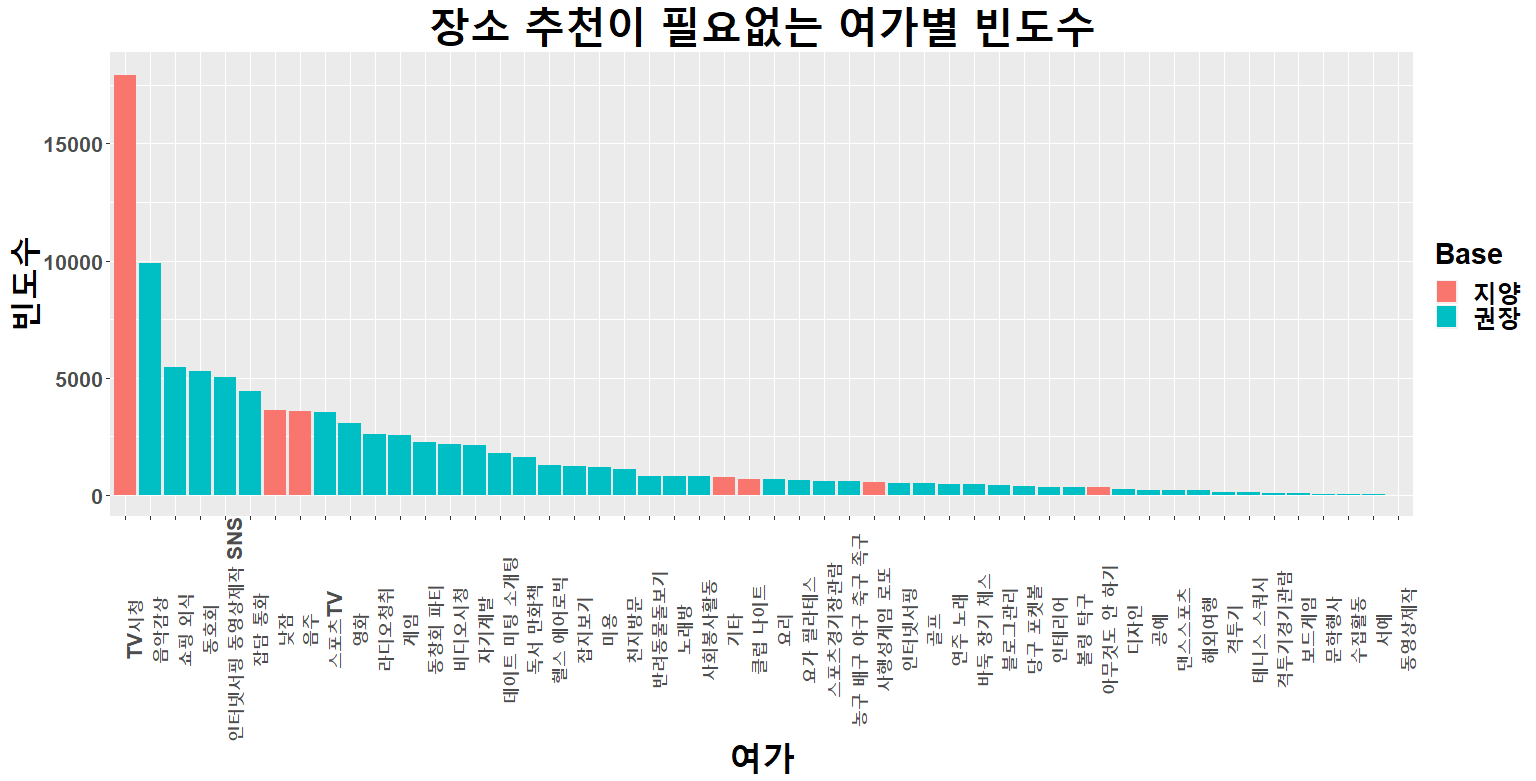 장소 추천이 필요없는 여가별 빈도수
빈도수
15000
10000
5000
0
TV시청
음악감상
쇼핑 외식
동호회
인터넷서핑 동영상제작 SNS
잡담 통화
낮잠
음주
스포츠TV
영화
라디오청취
게임
동창회 파티
비디오시청
자기계발
데이트 미팅 소개팅
독서 만화책
헬스 에어로빅
잡지보기
미용
친지방문
반려동물돌보기
노래방
사회봉사활동
기타
클럽 나이트
요리
요가 필라테스
스포츠경기장관람
농구 배구 야구 축구 족구
사행성게임 로또
인터넷서핑
골프
연주 노래
바둑 장기 체스
블로그관리
당구 포켓볼
인테리어
볼링 탁구
아무것도 안 하기
디자인
공예
댄스스포츠
해외여행
격투기
테니스 스쿼시
격투기경기관람
보드게임
문학행사
수집활동
서예
동영상제작
여가
Base
지양
권장